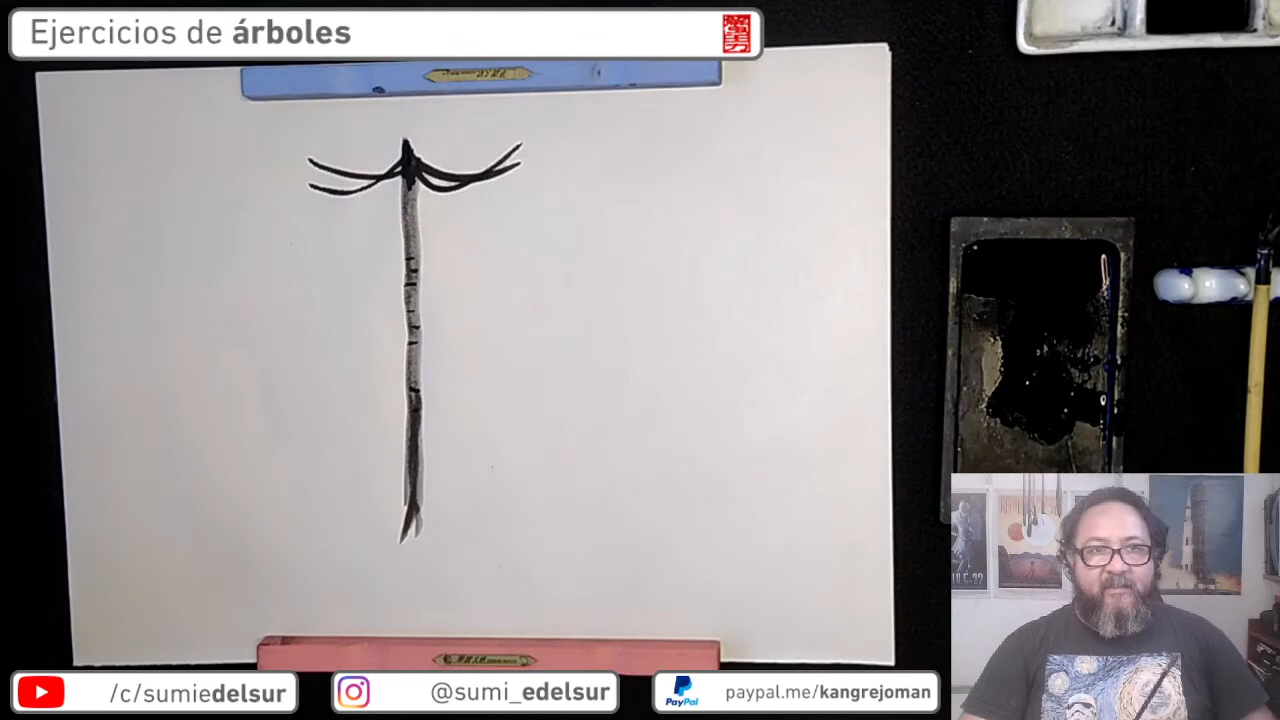 Ejercicios de árboles
/c/sumiedelsur
@sumi_edelsur
PayPal
paypal.me/kangrejoman